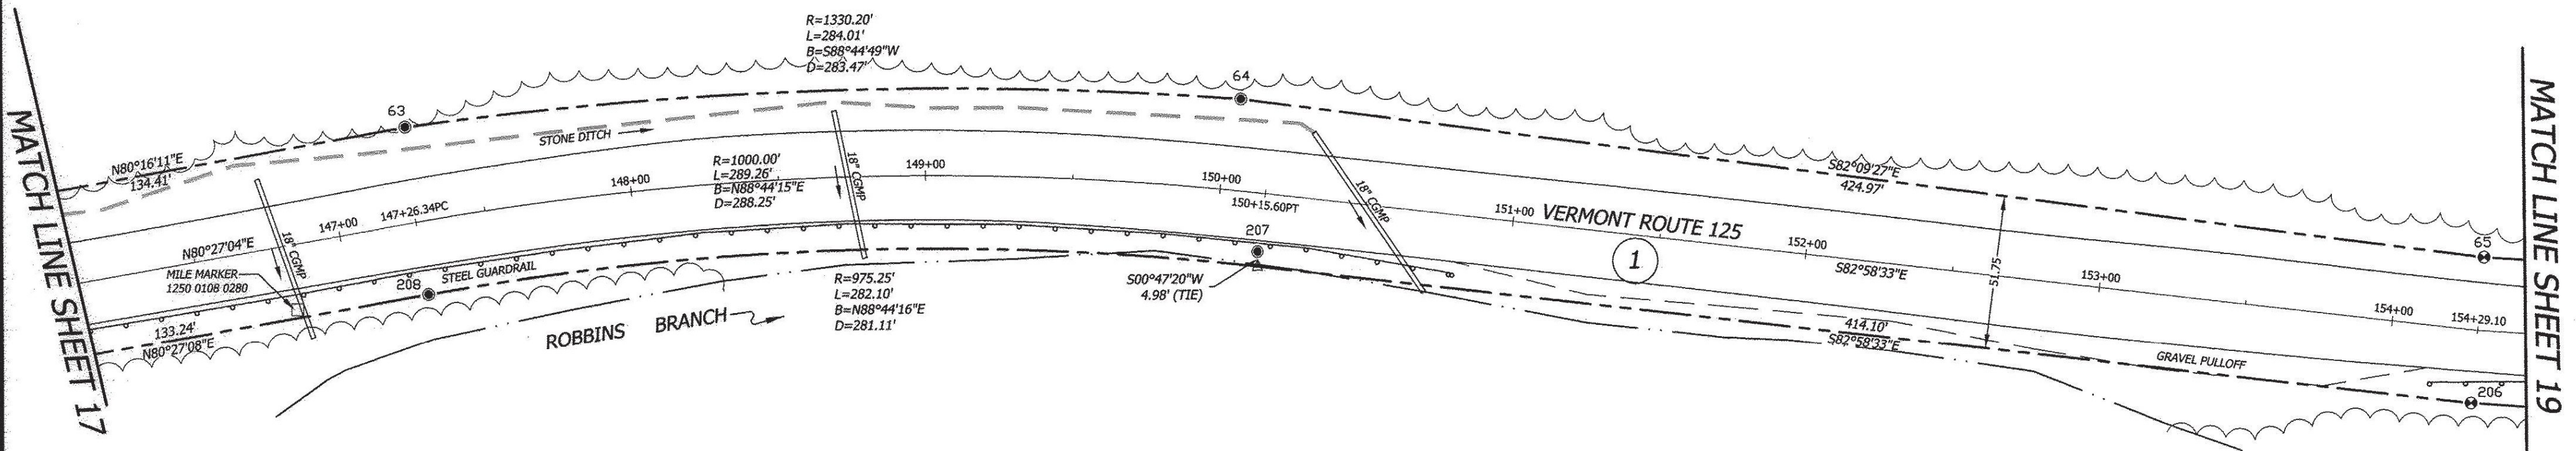 MATCH LINE SHEET 17
R=1330.20'
L=284.01'
B=S88°44'49"W
D=283.47'
63
64
N80°16'11"E
134.41'
STONE DITCH
18" CGMP
147+00
147+26.34PC
148+00
R=1000.00'
L=289.26'
B=N88°44'15"E
D=288.25'
18" CGMP
149+00
150+00
150+15.60PT
18" CGMP
151+00
VERMONT ROUTE 125
1
152+00
S82°58'33"E
S82°09'27"E
424.97'
51.75
153+00
154+00
154+29.10
65
N80°27'04"E
MILE MARKER
1250 0108 0280
133.24'
N80°27'08"E
208
STEEL GUARDRAIL
ROBBINS BRANCH
R=975.25'
L=282.10'
B=N88°44'16"E
D=281.11'
207
S00°47'20"W
4.98' (TIE)
414.10'
S82°58'33"E
GRAVEL PULLOFF
206
MATCH LINE SHEET 19